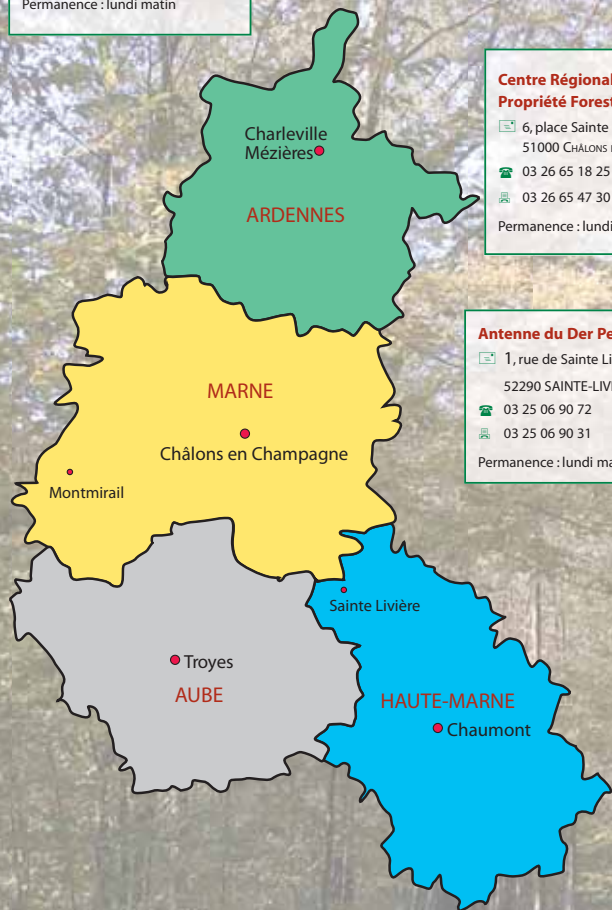 Permanence : lundi matin
Centre Régional
Propriété Forest
6, place Sainte
51000 CHÂLONS
03 26 65 18 25
03 26 65 47 30
Permanence : lundi
Charleville
Mézières
ARDENNES
Antenne du Der Pe
1, rue de Sainte Li
52290 SAINTE-LIV
03 25 06 90 72
03 25 06 90 31
Permanence : lundi ma
MARNE
Châlons en Champagne
Montmirail
Sainte Livière
Troyes
AUBE
HAUTE-MARNE
Chaumont